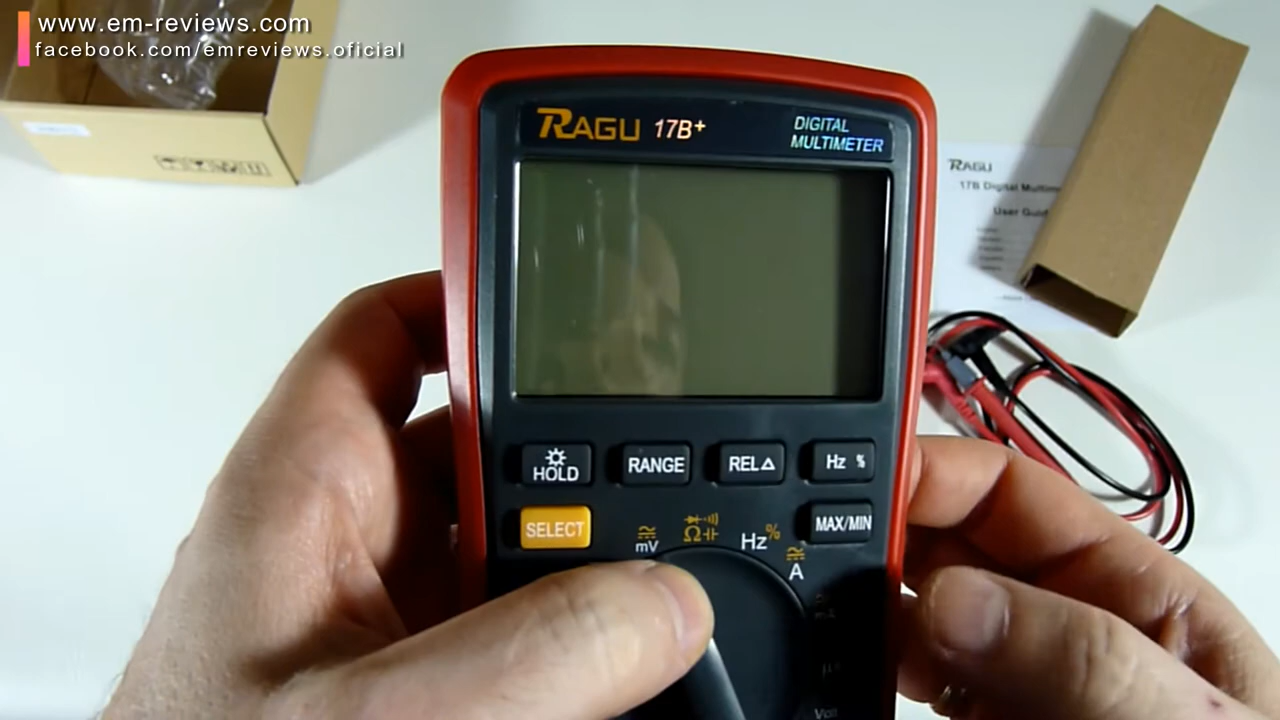 www.em-reviews.com
facebook.com/emreviews.oficial
RAGU 17B+
DIGITAL
MULTIMETER
RAGU
17B Digital
User Guid
HOLD
RANGE
REL△
Hz %
SELECT
MAX/MIN
mV
Ω
Hz%
A